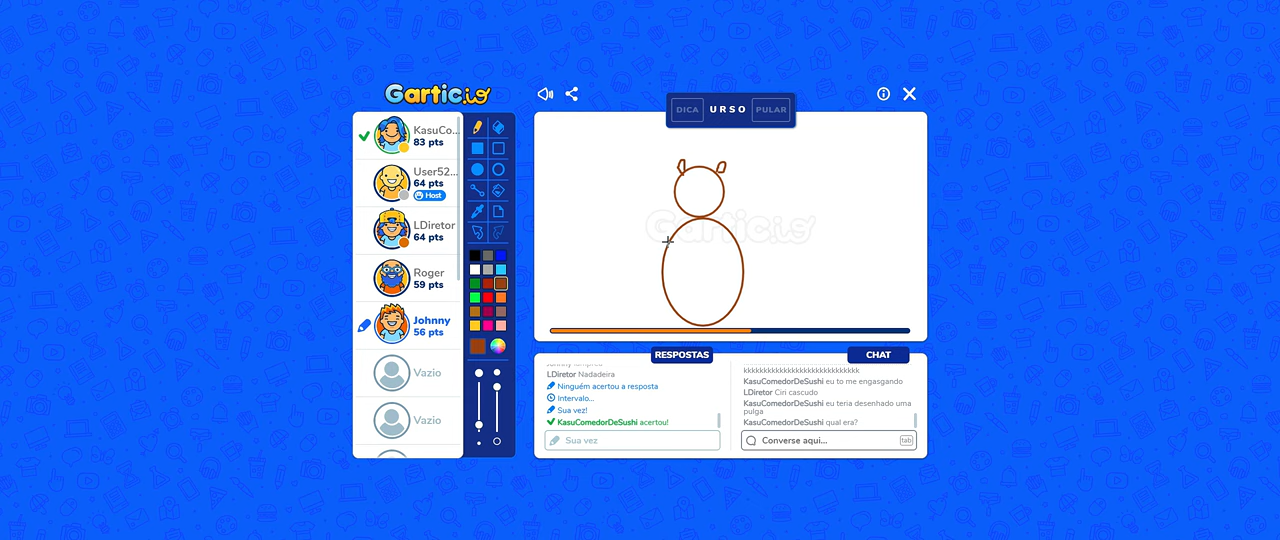 Gartic.io
DICA
URSO
PULAR
KasuCo...
83 pts
User52...
64 pts
Host
LDiretor
64 pts
Roger
59 pts
Johnny
56 pts
Vazio
Vazio
Gartic.io
RESPOSTAS
LDiretor Nadadeira
Ninguém acertou a resposta
Intervalo...
Sua vez!
KasuComedorDeSushi acertou!
Sua vez
CHAT
KasuComedorDeSushi eu to me engasgando
LDiretor Ciri cascudo
KasuComedorDeSushi eu teria desenhado uma
pulga
KasuComedorDeSushi qual era?
Converse aqui...
tab